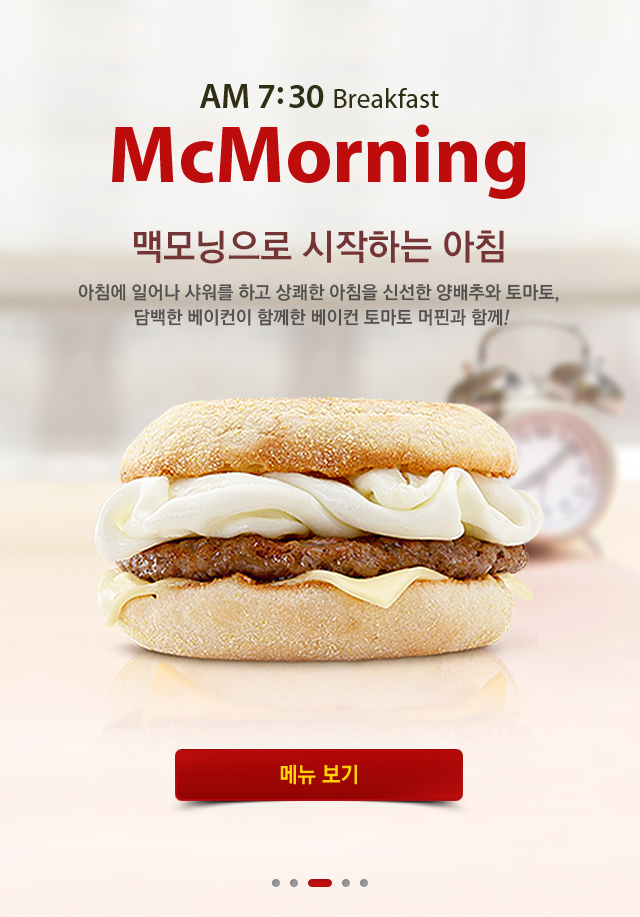 AM 7:30 Breakfast
McMorning
맥모닝으로 시작하는 아침
아침에 일어나 샤워를 하고 상쾌한 아침을 신선한 양배추와 토마토,
담백한 베이컨이 함께한 베이컨 토마토 머핀과 함께!
메뉴 보기